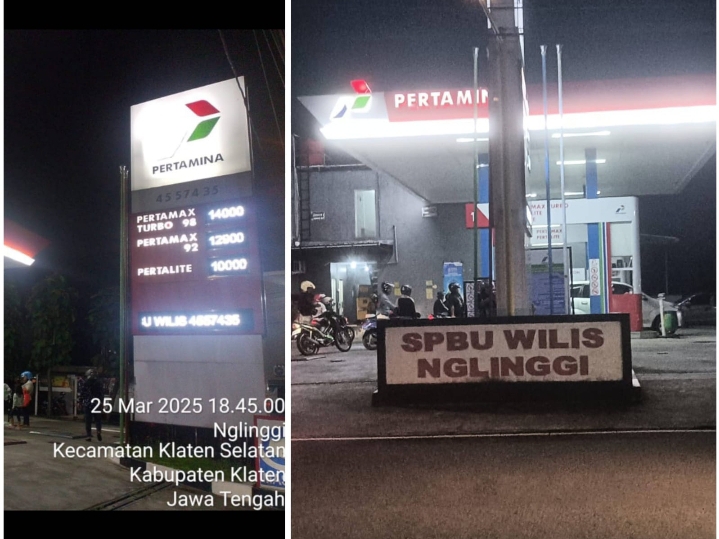 PERTAMINA
45 574 35
PERTAMAX
TURBO 98 14000
PERTAMAX
92 12900
PERTALITE 10000
U WILIS 4557435
25 Mar 2025 18.45.00
Nglinggi
Kecamatan Klaten Selatan
Kabupaten Klaten
Jawa Tengah
PERTAMIN
SPBU WILIS
NGLINGGI